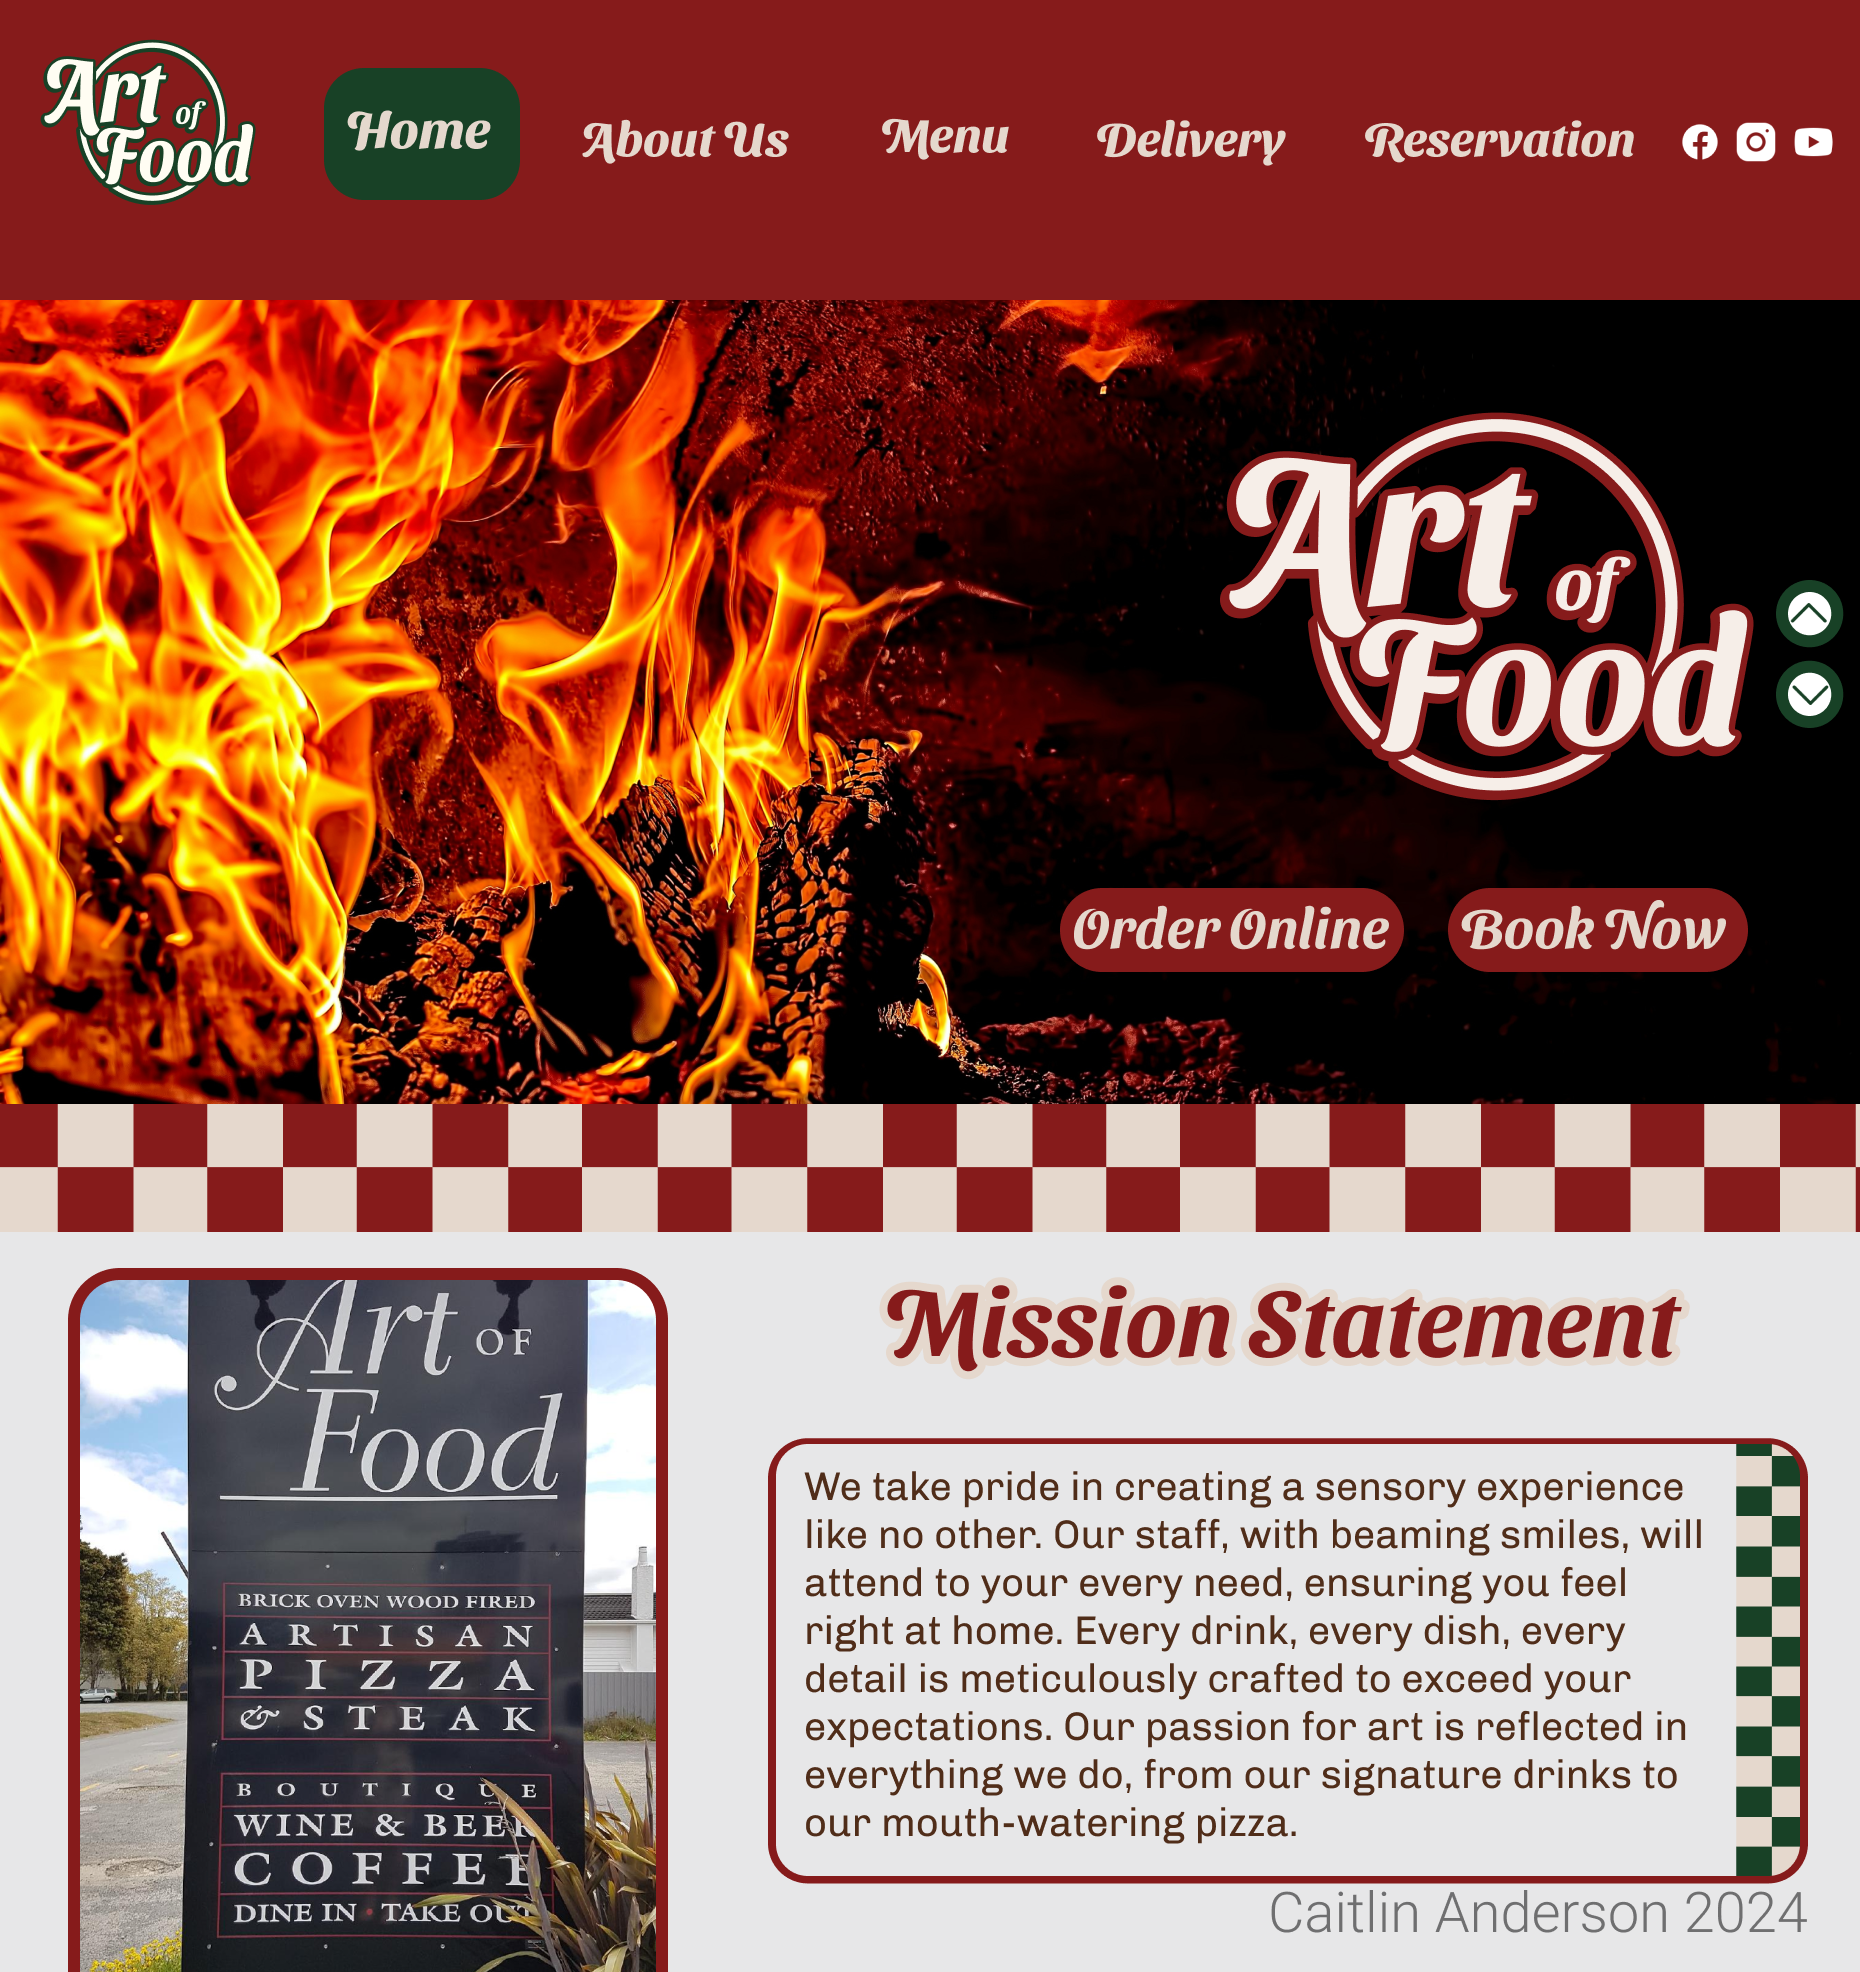 Art of
Food
Home
About Us
Menu
Delivery
Reservation
Art of
Food
Order Online
Book Now
Art OF
Food
BRICK OVEN WOOD FIRED
ARTISAN
PIZZA
& STEAK
BOUTIQUE
WINE & BEER
COFFEE
DINE IN • TAKE OUT
Mission Statement
We take pride in creating a sensory experience
like no other. Our staff, with beaming smiles, will
attend to your every need, ensuring you feel
right at home. Every drink, every dish, every
detail is meticulously crafted to exceed your
expectations. Our passion for art is reflected in
everything we do, from our signature drinks to
our mouth-watering pizza.
Caitlin Anderson 2024